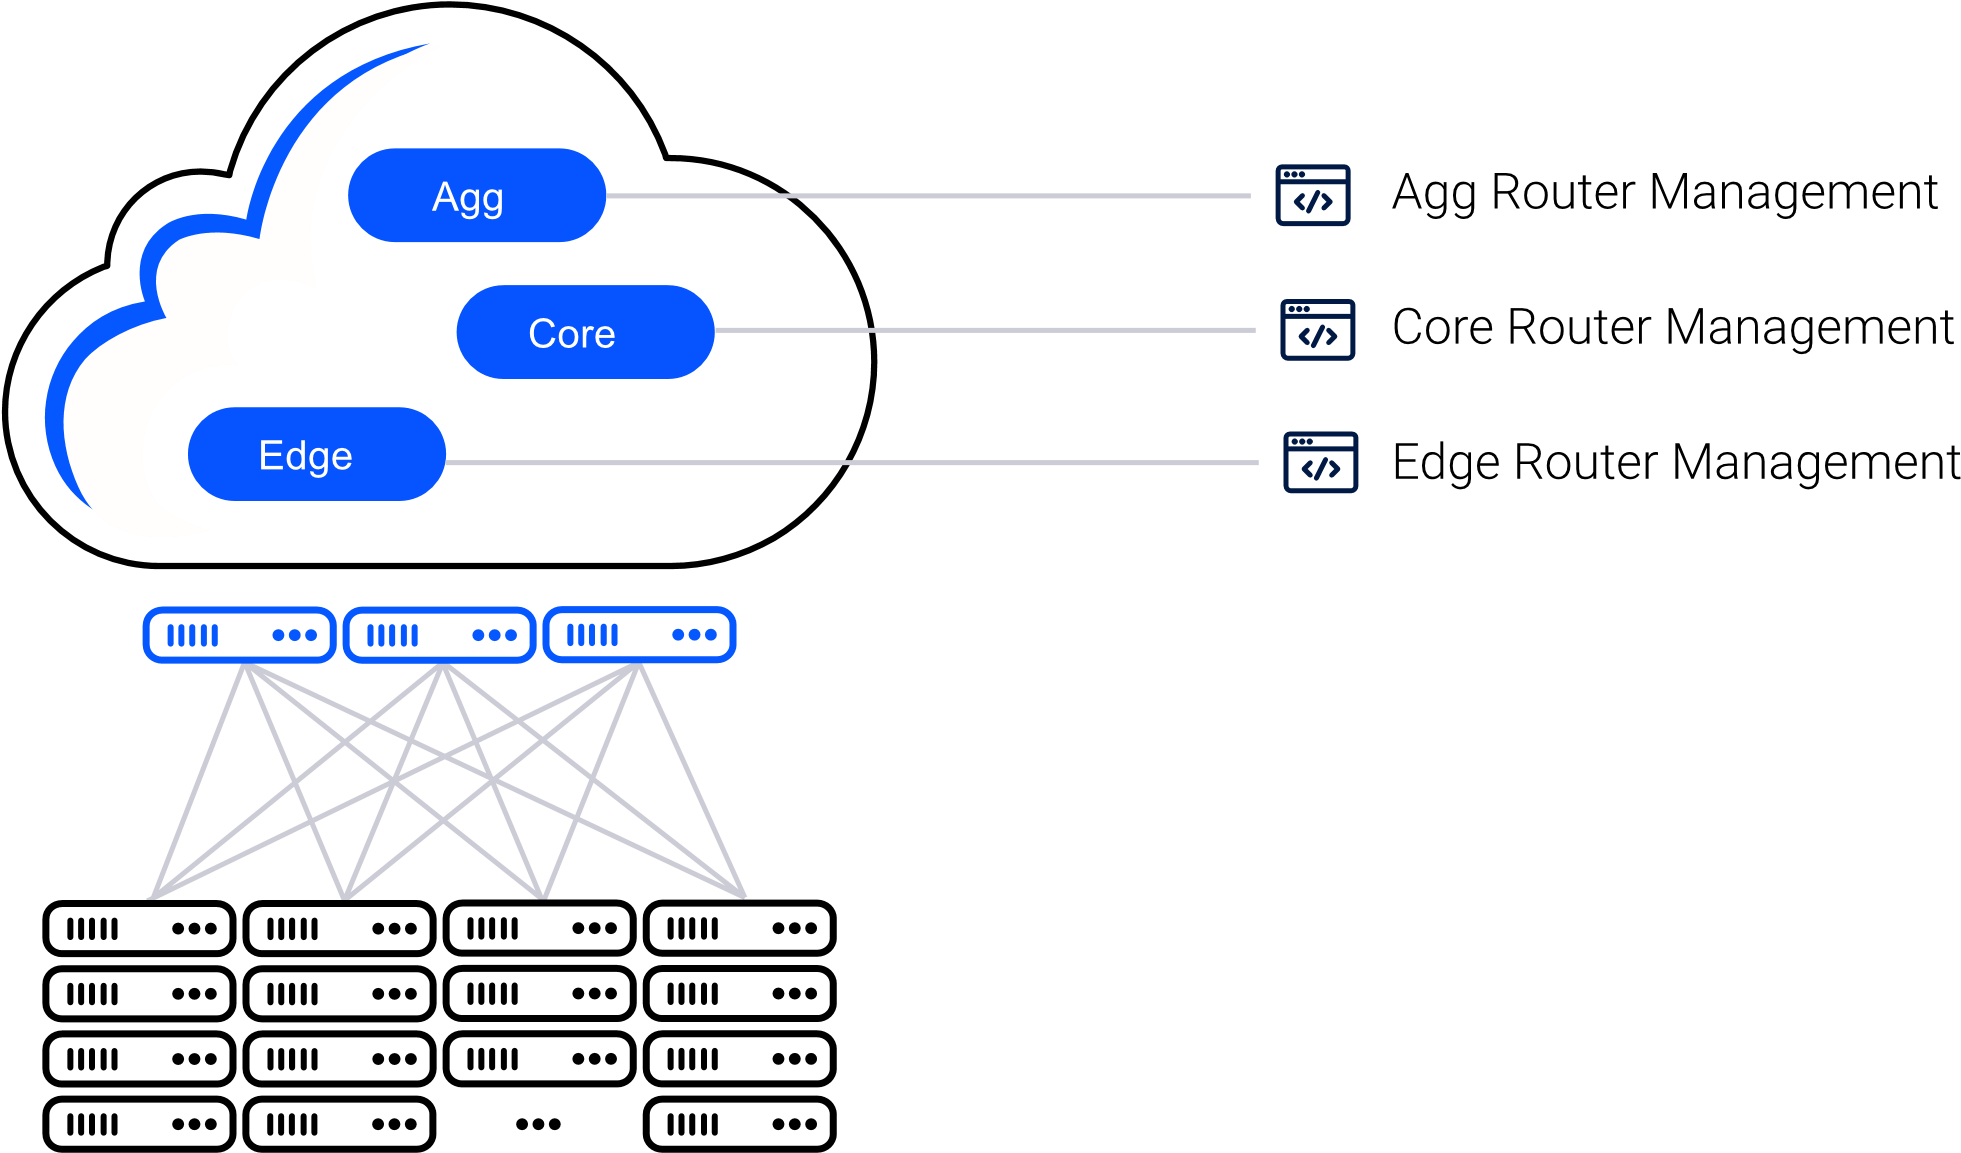 Agg
Agg Router Management
Core
Core Router Management
Edge
Edge Router Management